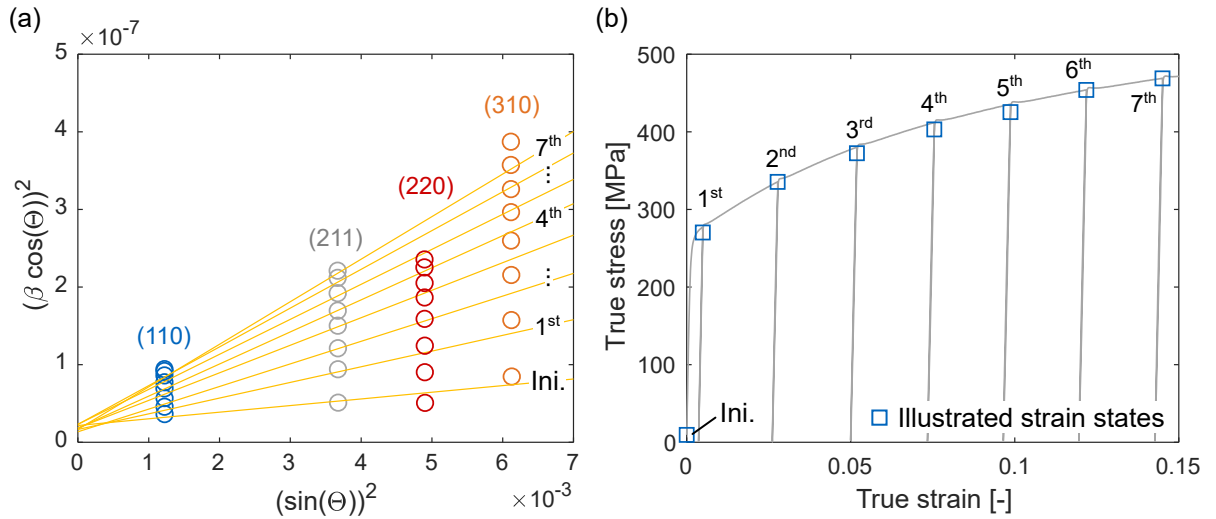 (a)
×10⁻⁷
5
4
3
2
1
0
(β cos(Θ))²
(110)
(211)
(220)
(310)
7ᵗʰ
⋮
4ᵗʰ
⋮
1ˢᵗ
Ini.
0 1 2 3 4 5 6 7
(sin(Θ))²
×10⁻³
(b)
500
400
300
200
100
0
True stress [MPa]
1ˢᵗ
2ⁿᵈ
3ʳᵈ
4ᵗʰ
5ᵗʰ
6ᵗʰ
7ᵗʰ
Ini.
Illustrated strain states
0 0.05 0.1 0.15
True strain [-]